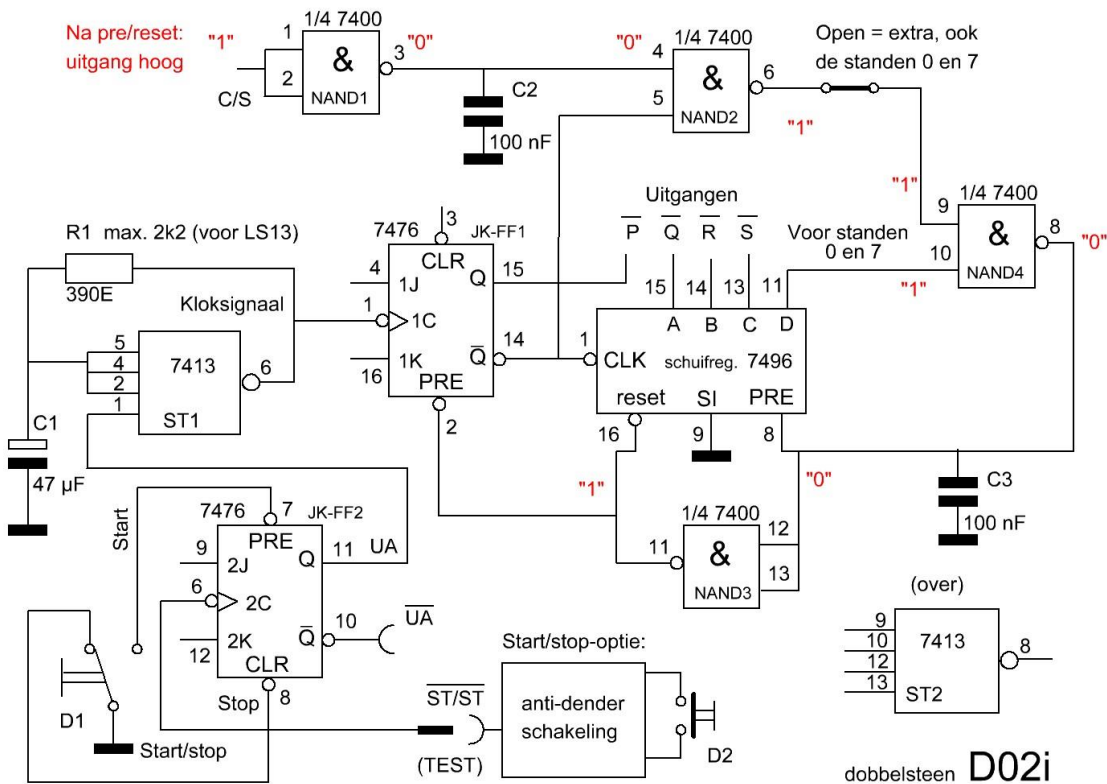 Na pre/reset:
uitgang hoog
"1"
1
2
C/S
1/4 7400
&
NAND1
3
"0"
C2
100 nF
"0"
4
5
1/4 7400
&
NAND2
6
"1"
Open = extra, ook
de standen 0 en 7
"1"
9
10
1/4 7400
&
NAND4
8
"0"
Voor standen
0 en 7
"1"
R1 max. 2k2 (voor LS13)
390E
Kloksignaal
5
4
2
1
7413
ST1
6
C1
47 µF
7476
3
JK-FF1
CLR
4
1J
Q
15
1
1C
1K
16
Q
14
PRE
2
Uitgangen
P Q R S
15
14
13
11
A B C D
1
CLK
schuifreg. 7496
reset
SI
PRE
16
9
8
"1"
"0"
C3
100 nF
1/4 7400
11
&
NAND3
12
13
Start
7476
7
JK-FF2
PRE
9
2J
Q
11
UA
6
2C
2K
12
Q
10
UA
CLR
Stop
8
D1
Start/stop
Start/stop-optie:
ST/ST
(TEST)
anti-dender
schakeling
D2
(over)
9
10
12
13
7413
ST2
8
dobbelsteen D02i